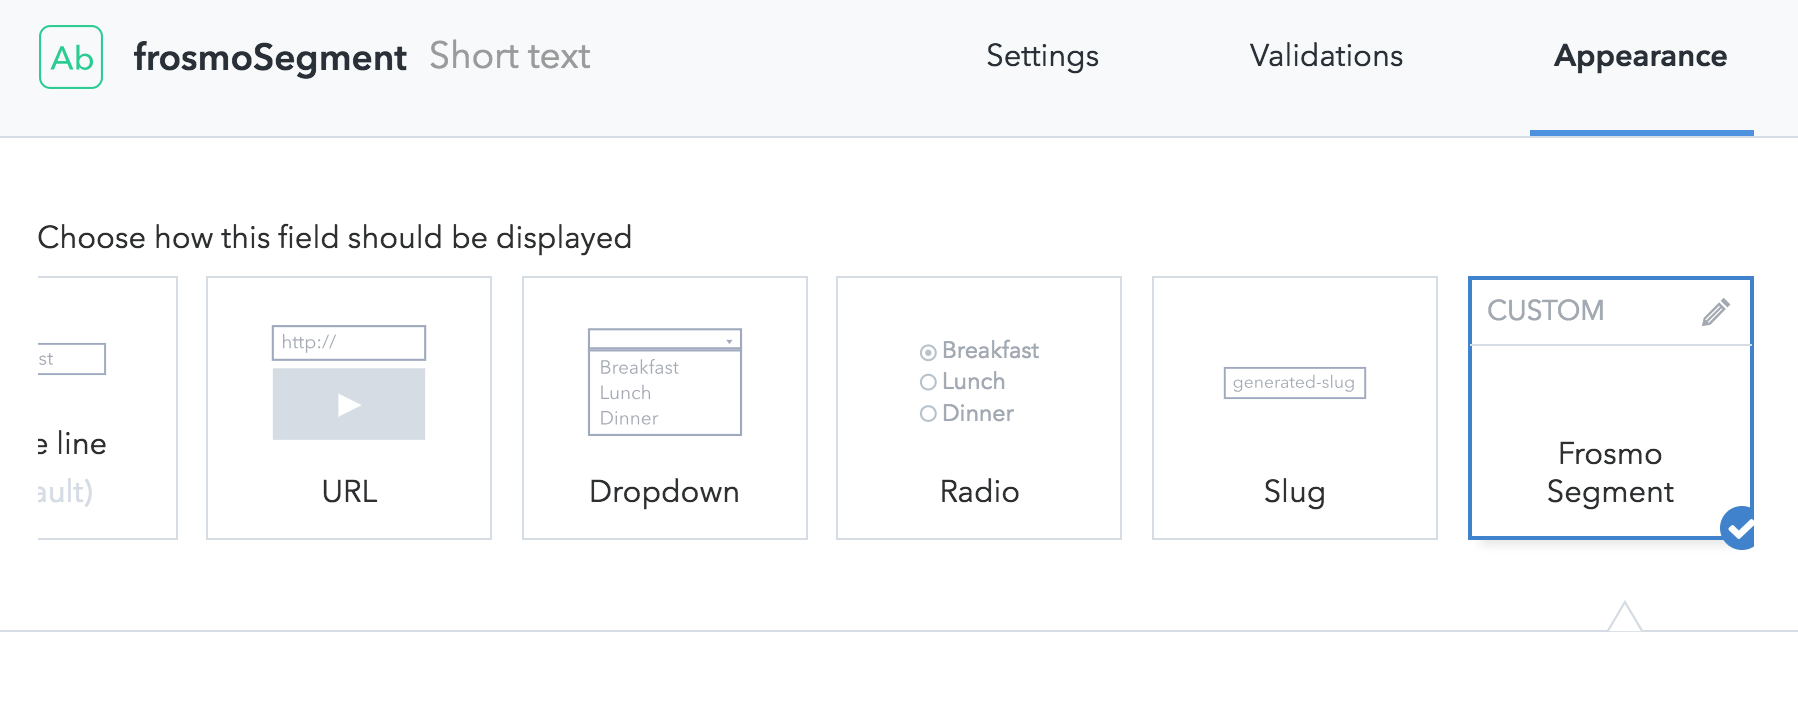 Ab frosmoSegment Short text Settings Validations Appearance
Choose how this field should be displayed
st
e line
ault)
http://
URL
Breakfast
Lunch
Dinner
Dropdown
Breakfast
Lunch
Dinner
Radio
generated-slug
Slug
CUSTOM
Frosmo
Segment